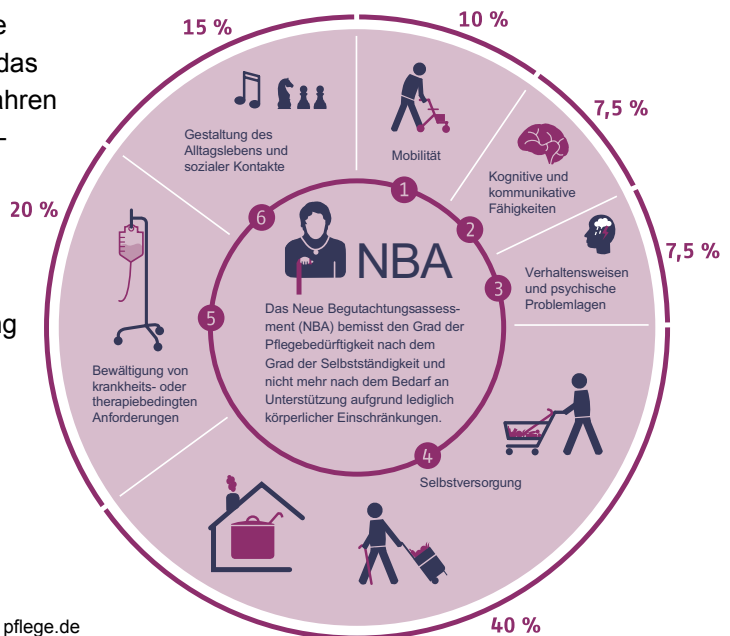 e
das
ahren
-
ng
15 %
10 %
7,5 %
7,5 %
20 %
40 %
Gestaltung des
Alltagslebens und
sozialer Kontakte
Mobilität
Kognitive und
kommunikative
Fähigkeiten
Verhaltensweisen
und psychische
Problemlagen
1
2
3
4
5
6
NBA
Das Neue Begutachtungsassess-
ment (NBA) bemisst den Grad der
Pflegebedürftigkeit nach dem
Grad der Selbstständigkeit und
nicht mehr nach dem Bedarf an
Unterstützung aufgrund lediglich
körperlicher Einschränkungen.
Bewältigung von
krankheits- oder
therapiebedingten
Anforderungen
Selbstversorgung
pflege.de